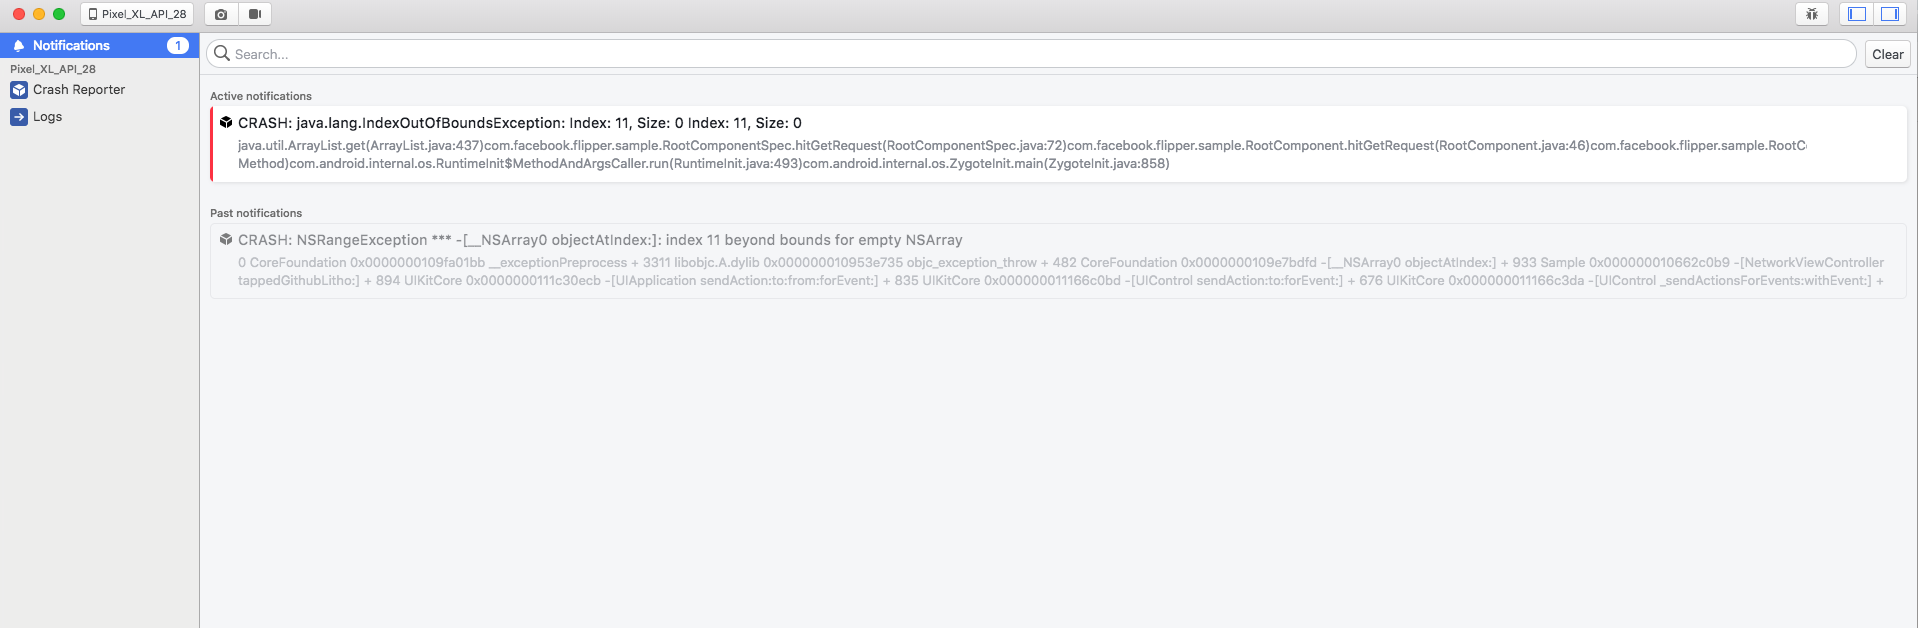 Pixel_XL_API_28
Notifications 1
Pixel_XL_API_28
Crash Reporter
Logs
Search...
Clear
Active notifications
CRASH: java.lang.IndexOutOfBoundsException: Index: 11, Size: 0 Index: 11, Size: 0
java.util.ArrayList.get(ArrayList.java:437)com.facebook.flipper.sample.RootComponentSpec.hitGetRequest(RootComponentSpec.java:72)com.facebook.flipper.sample.RootComponent.hitGetRequest(RootComponent.java:46)com.facebook.flipper.sample.RootC
Method)com.android.internal.os.RuntimeInit$MethodAndArgsCaller.run(RuntimeInit.java:493)com.android.internal.os.ZygoteInit.main(ZygoteInit.java:858)
Past notifications
CRASH: NSRangeException *** -[__NSArray0 objectAtIndex:]: index 11 beyond bounds for empty NSArray
0 CoreFoundation 0x0000000109fa01bb __exceptionPreprocess + 3311 libobjc.A.dylib 0x000000010953e735 objc_exception_throw + 482 CoreFoundation 0x0000000109e7bdfd -[__NSArray0 objectAtIndex:] + 933 Sample 0x000000010662c0b9 -[NetworkViewController
tappedGithubLitho:] + 894 UIKitCore 0x0000000111c30ecb -[UIApplication sendAction:to:from:forEvent:] + 835 UIKitCore 0x000000011166c0bd -[UIControl sendAction:to:forEvent:] + 676 UIKitCore 0x000000011166c3da -[UIControl _sendActionsForEvents:withEvent:] +